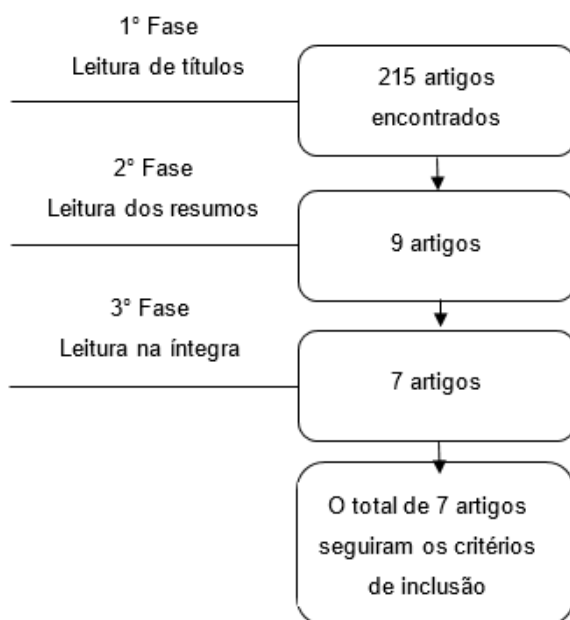 1° Fase
Leitura de títulos
215 artigos
encontrados
2° Fase
Leitura dos resumos
9 artigos
3° Fase
Leitura na íntegra
7 artigos
O total de 7 artigos
seguiram os critérios
de inclusão